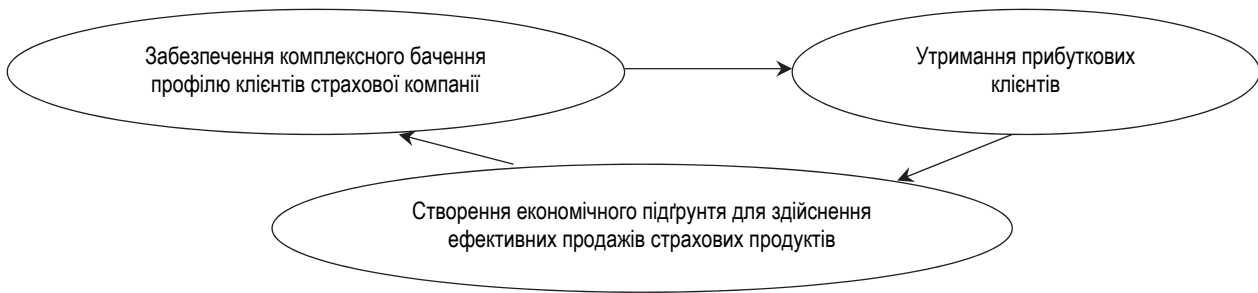 Забезпечення комплексного бачення
профілю клієнтів страхової компанії
Утримання прибуткових
клієнтів
Створення економічного підґрунтя для здійснення
ефективних продажів страхових продуктів